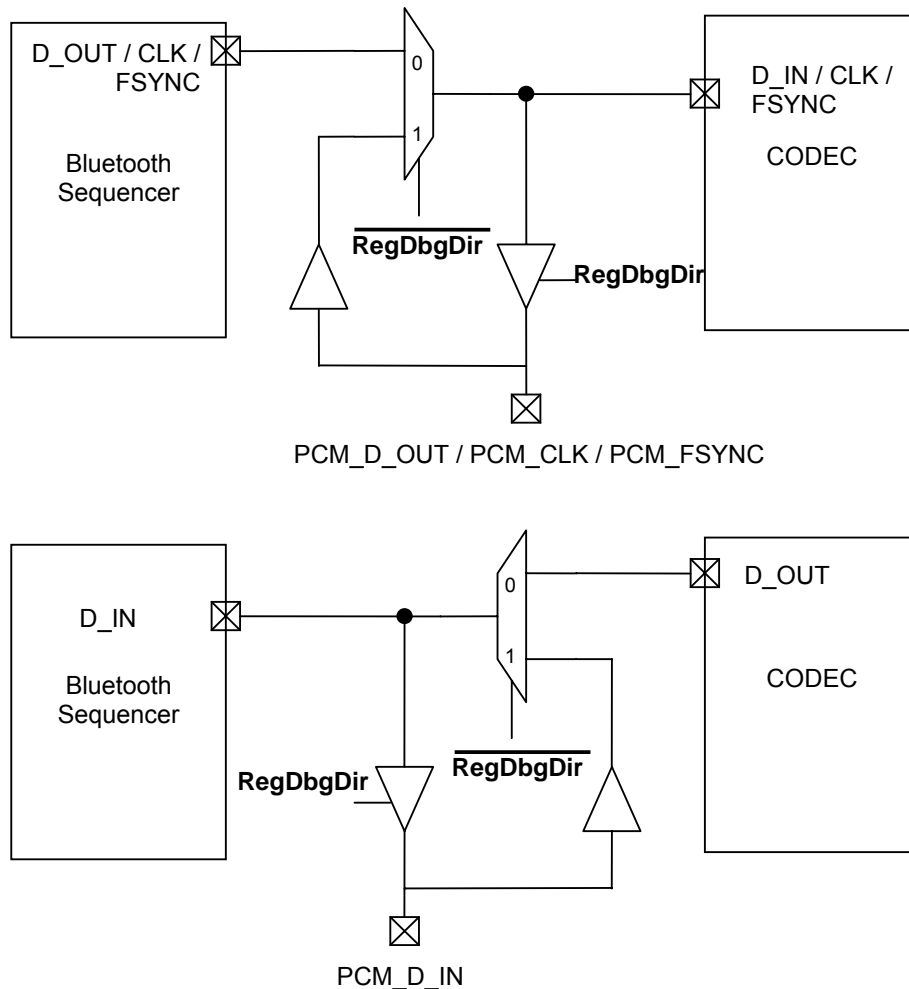 D_OUT / CLK /
FSYNC
Bluetooth
Sequencer
0
1
RegDbgDir
RegDbgDir
D_IN / CLK /
FSYNC
CODEC
PCM_D_OUT / PCM_CLK / PCM_FSYNC
D_IN
Bluetooth
Sequencer
0
1
RegDbgDir
RegDbgDir
D_OUT
CODEC
PCM_D_IN